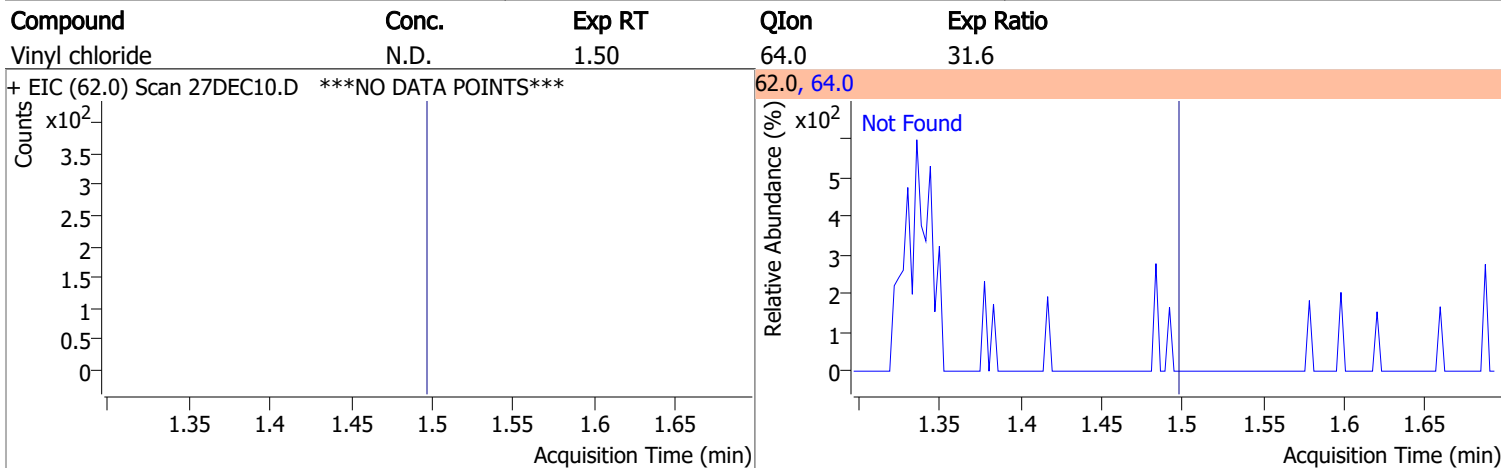 Compound Conc. Exp RT QIon Exp Ratio
Vinyl chloride N.D. 1.50 64.0 31.6
+ EIC (62.0) Scan 27DEC10.D ***NO DATA POINTS***
Counts
x10²
3.5
3
2.5
2
1.5
1
0.5
0
1.35 1.4 1.45 1.5 1.55 1.6 1.65
Acquisition Time (min)
62.0, 64.0
Relative Abundance (%)
x10²
Not Found
5
4
3
2
1
0
1.35 1.4 1.45 1.5 1.55 1.6 1.65
Acquisition Time (min)